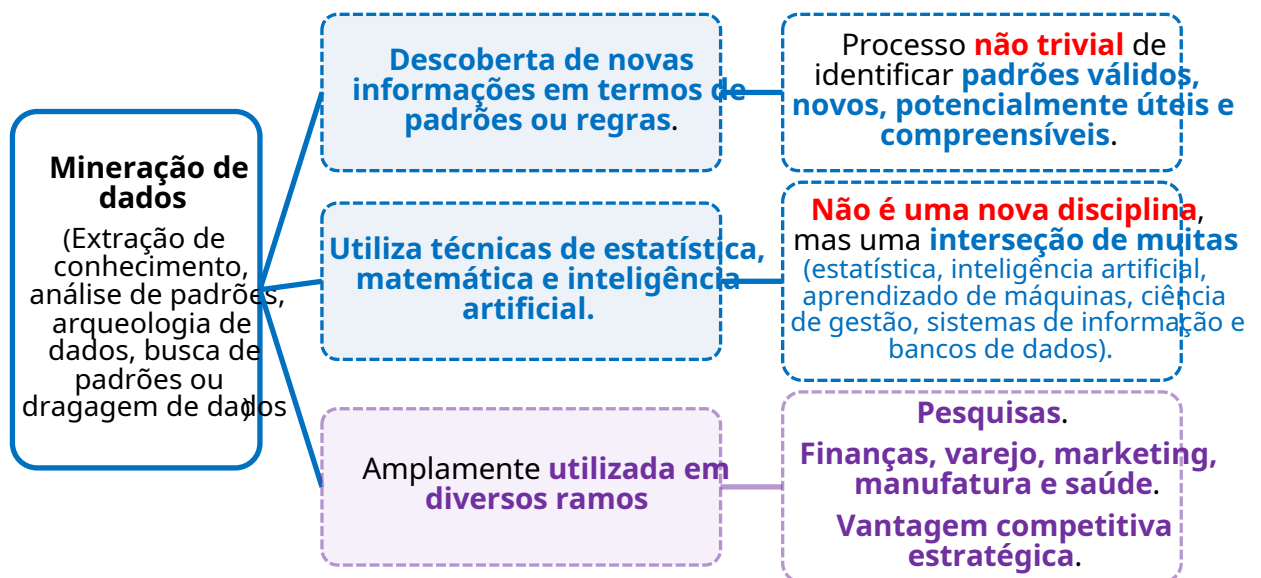 Mineração de
dados
(Extração de
conhecimento,
análise de padrões,
arqueologia de
dados, busca de
padrões ou
dragagem de dados)
Descoberta de novas
informações em termos de
padrões ou regras.
Processo não trivial de
identificar padrões válidos,
novos, potencialmente úteis e
compreensíveis.
Utiliza técnicas de estatística,
matemática e inteligência
artificial.
Não é uma nova disciplina,
mas uma interseção de muitas
(estatística, inteligência artificial,
aprendizado de máquinas, ciência
de gestão, sistemas de informação e
bancos de dados).
Amplamente utilizada em
diversos ramos
Pesquisas.
Finanças, varejo, marketing,
manufatura e saúde.
Vantagem competitiva
estratégica.